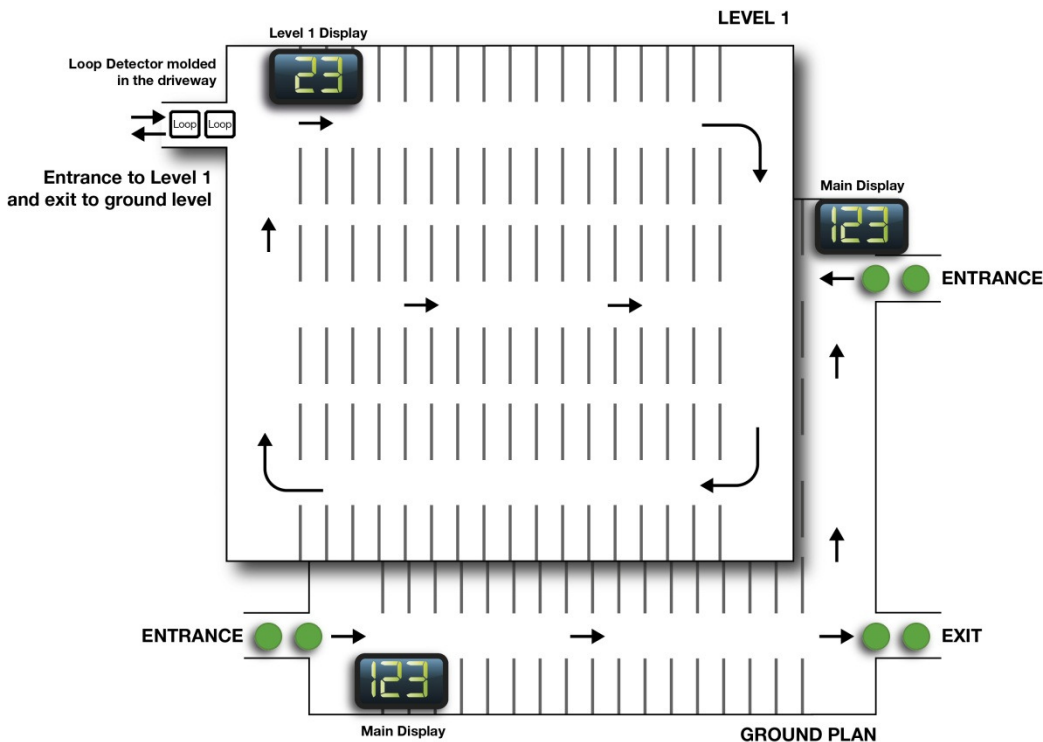 LEVEL 1
Level 1 Display
23
Loop Detector molded
in the driveway
Loop Loop
Entrance to Level 1
and exit to ground level
Main Display
123
ENTRANCE
ENTRANCE
EXIT
123
Main Display
GROUND PLAN